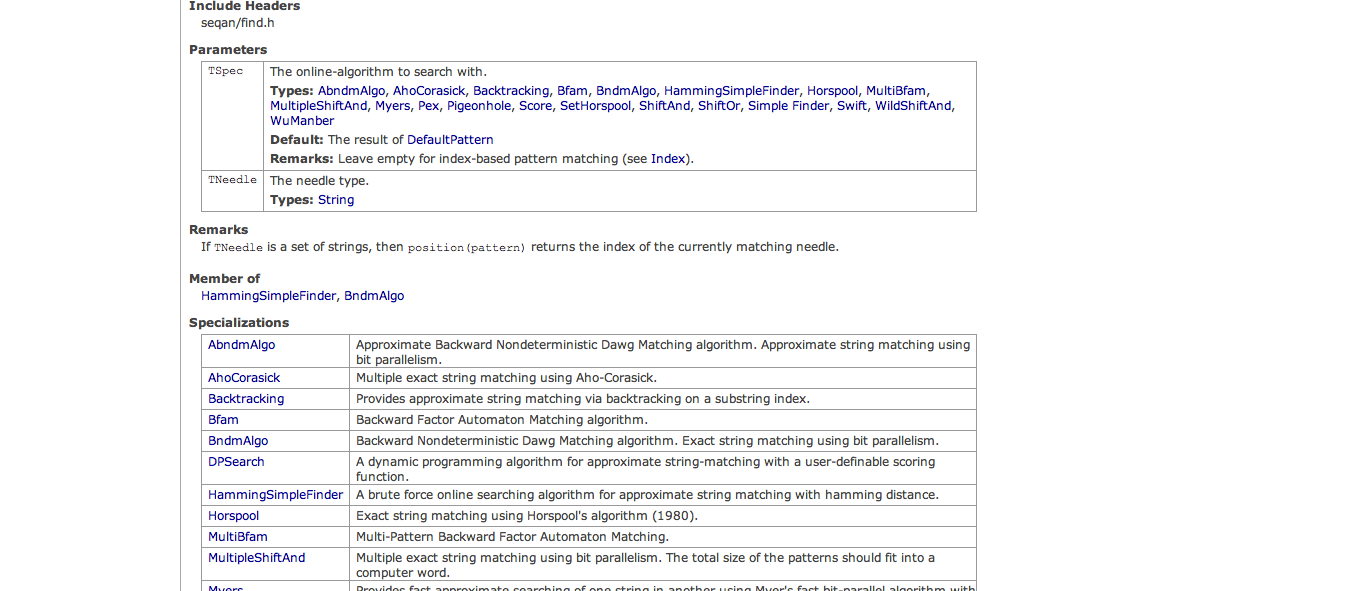 Include Headers
seqan/find.h
Parameters
TSpec The online-algorithm to search with.
Types: AbndmAlgo, AhoCorasick, Backtracking, Bfam, BndmAlgo, HammingSimpleFinder, Horspool, MultiBfam,
MultipleShiftAnd, Myers, Pex, Pigeonhole, Score, SetHorspool, ShiftAnd, ShiftOr, Simple Finder, Swift, WildShiftAnd,
WuManber
Default: The result of DefaultPattern
Remarks: Leave empty for index-based pattern matching (see Index).
TNeedle The needle type.
Types: String
Remarks
If TNeedle is a set of strings, then position(pattern) returns the index of the currently matching needle.
Member of
HammingSimpleFinder, BndmAlgo
Specializations
AbndmAlgo Approximate Backward Nondeterministic Dawg Matching algorithm. Approximate string matching using
bit parallelism.
AhoCorasick Multiple exact string matching using Aho-Corasick.
Backtracking Provides approximate string matching via backtracking on a substring index.
Bfam Backward Factor Automaton Matching algorithm.
BndmAlgo Backward Nondeterministic Dawg Matching algorithm. Exact string matching using bit parallelism.
DPSearch A dynamic programming algorithm for approximate string-matching with a user-definable scoring
function.
HammingSimpleFinder A brute force online searching algorithm for approximate string matching with hamming distance.
Horspool Exact string matching using Horspool's algorithm (1980).
MultiBfam Multi-Pattern Backward Factor Automaton Matching.
MultipleShiftAnd Multiple exact string matching using bit parallelism. The total size of the patterns should fit into a
computer word.
Myers Provides fast approximate searching of one string in another using Myer's fast bit-parallel algorithm with